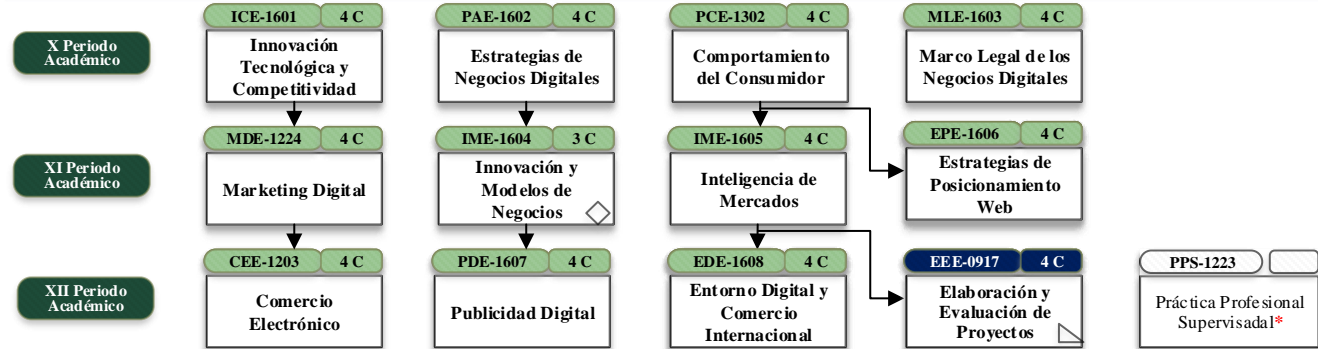 X Periodo
Académico
ICE-1601 4 C
Innovación
Tecnológica y
Competitividad
PAE-1602 4 C
Estrategias de
Negocios Digitales
PCE-1302 4 C
Comportamiento
del Consumidor
MLE-1603 4 C
Marco Legal de los
Negocios Digitales
XI Periodo
Académico
MDE-1224 4 C
Marketing Digital
IME-1604 3 C
Innovación y
Modelos de
Negocios
IME-1605 4 C
Inteligencia de
Mercados
EPE-1606 4 C
Estrategias de
Posicionamiento
Web
XII Periodo
Académico
CEE-1203 4 C
Comercio
Electrónico
PDE-1607 4 C
Publicidad Digital
EDE-1608 4 C
Entorno Digital y
Comercio
Internacional
EEE-0917 4 C
Elaboración y
Evaluación de
Proyectos
PPS-1223
Práctica Profesional
Supervisadal*